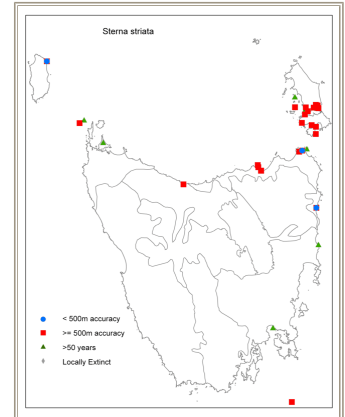 Sterna striata
< 500m accuracy
>= 500m accuracy
>50 years
Locally Extinct